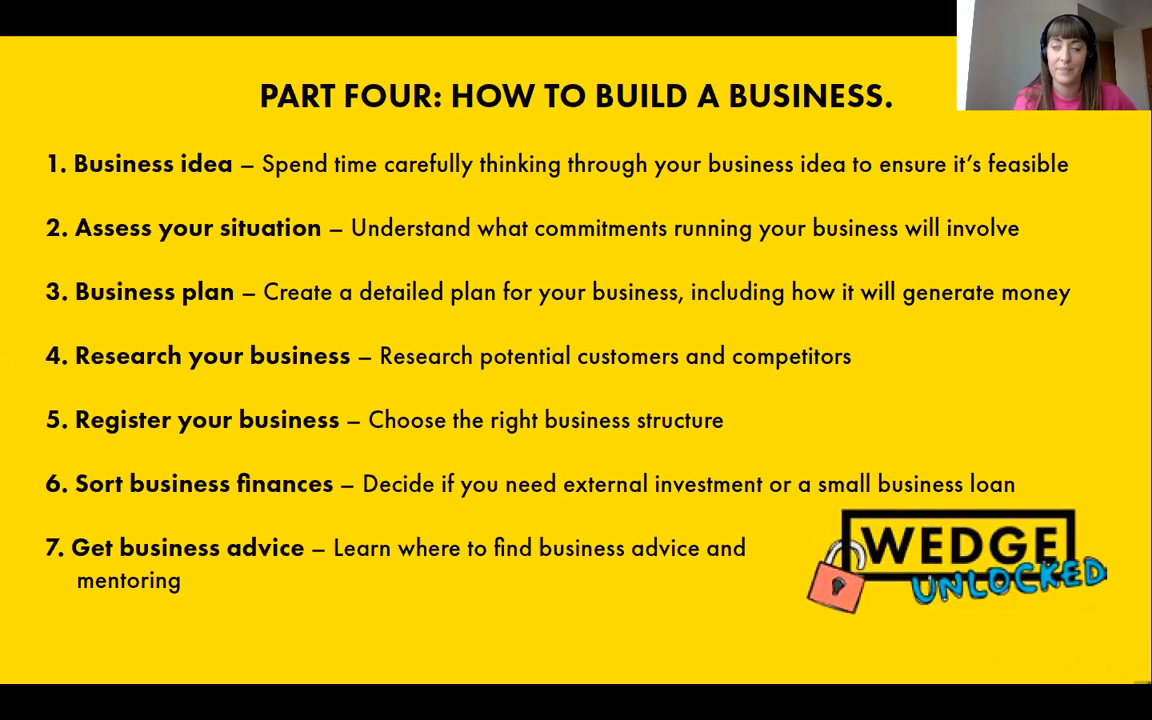 PART FOUR: HOW TO BUILD A BUSINESS.
1. Business idea – Spend time carefully thinking through your business idea to ensure it’s feasible
2. Assess your situation – Understand what commitments running your business will involve
3. Business plan – Create a detailed plan for your business, including how it will generate money
4. Research your business – Research potential customers and competitors
5. Register your business – Choose the right business structure
6. Sort business finances – Decide if you need external investment or a small business loan
7. Get business advice – Learn where to find business advice and
mentoring
WEDGE
UNLOCKED